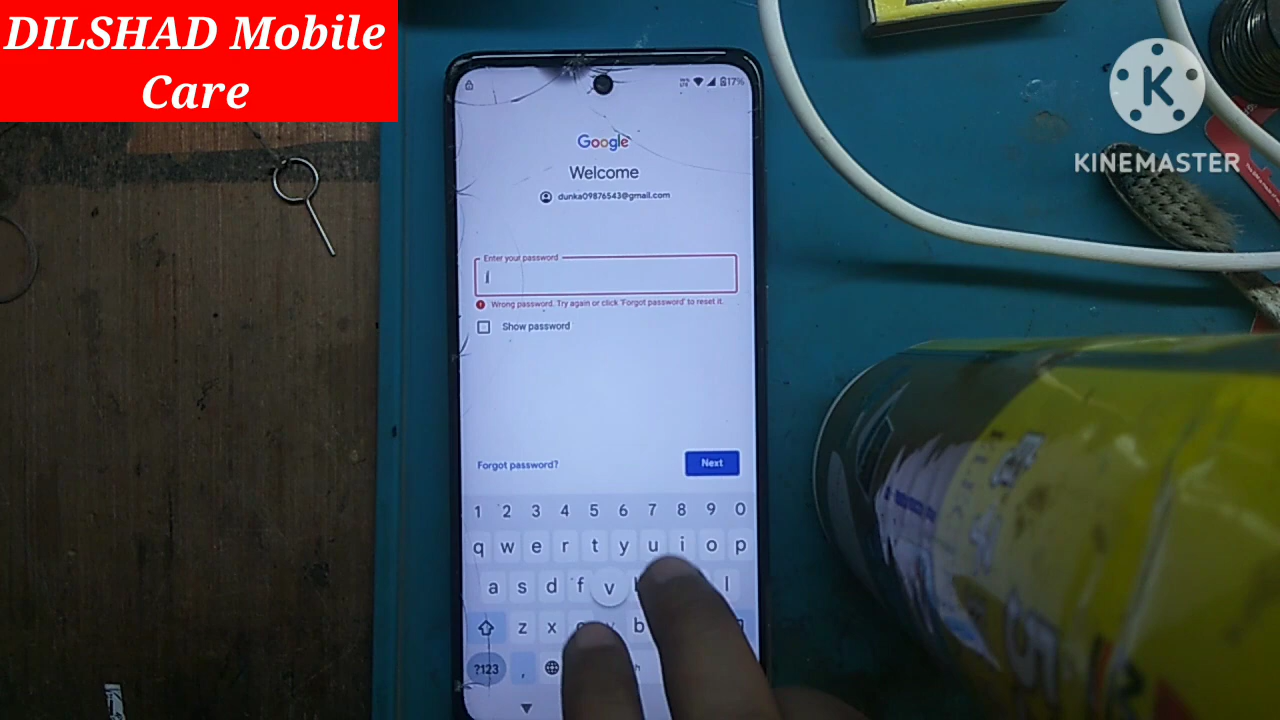 DILSHAD Mobile
Care
KINEMASTER
17%
Google
Welcome
dunka09876543@gmail.com
Enter your password
Wrong password. Try again or click 'Forgot password' to reset it.
Show password
Forgot password?
Next
1 2 3 4 5 6 7 8 9 0
q w e r t y u i o p
a s d f v l
z x b
?123 ,